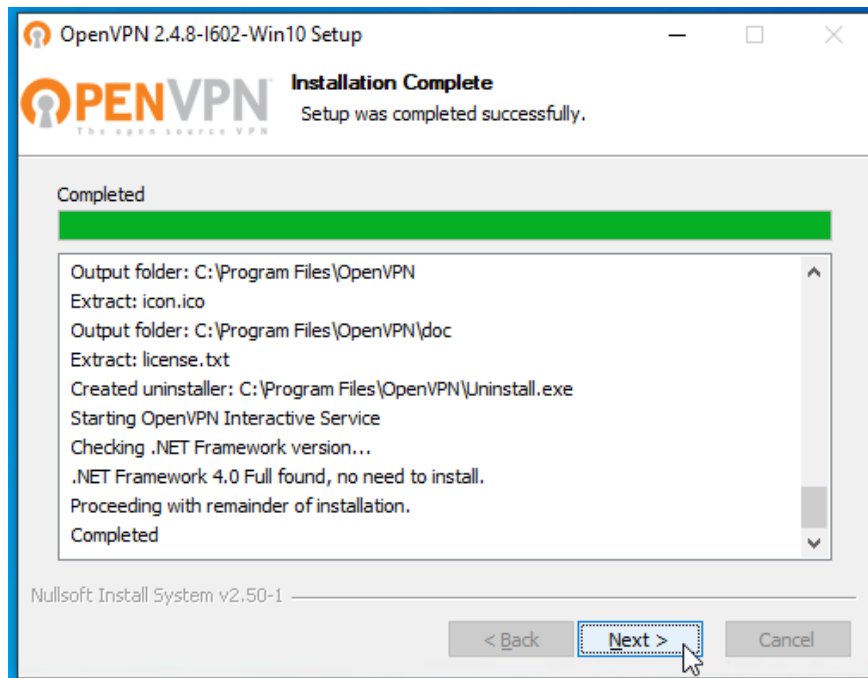 OpenVPN 2.4.8-I602-Win10 Setup
OPENVPN
The open source VPN
Installation Complete
Setup was completed successfully.
Completed
Output folder: C:\Program Files\OpenVPN
Extract: icon.ico
Output folder: C:\Program Files\OpenVPN\doc
Extract: license.txt
Created uninstaller: C:\Program Files\OpenVPN\Uninstall.exe
Starting OpenVPN Interactive Service
Checking .NET Framework version...
.NET Framework 4.0 Full found, no need to install.
Proceeding with remainder of installation.
Completed
Nullsoft Install System v2.50-1
< Back Next > Cancel